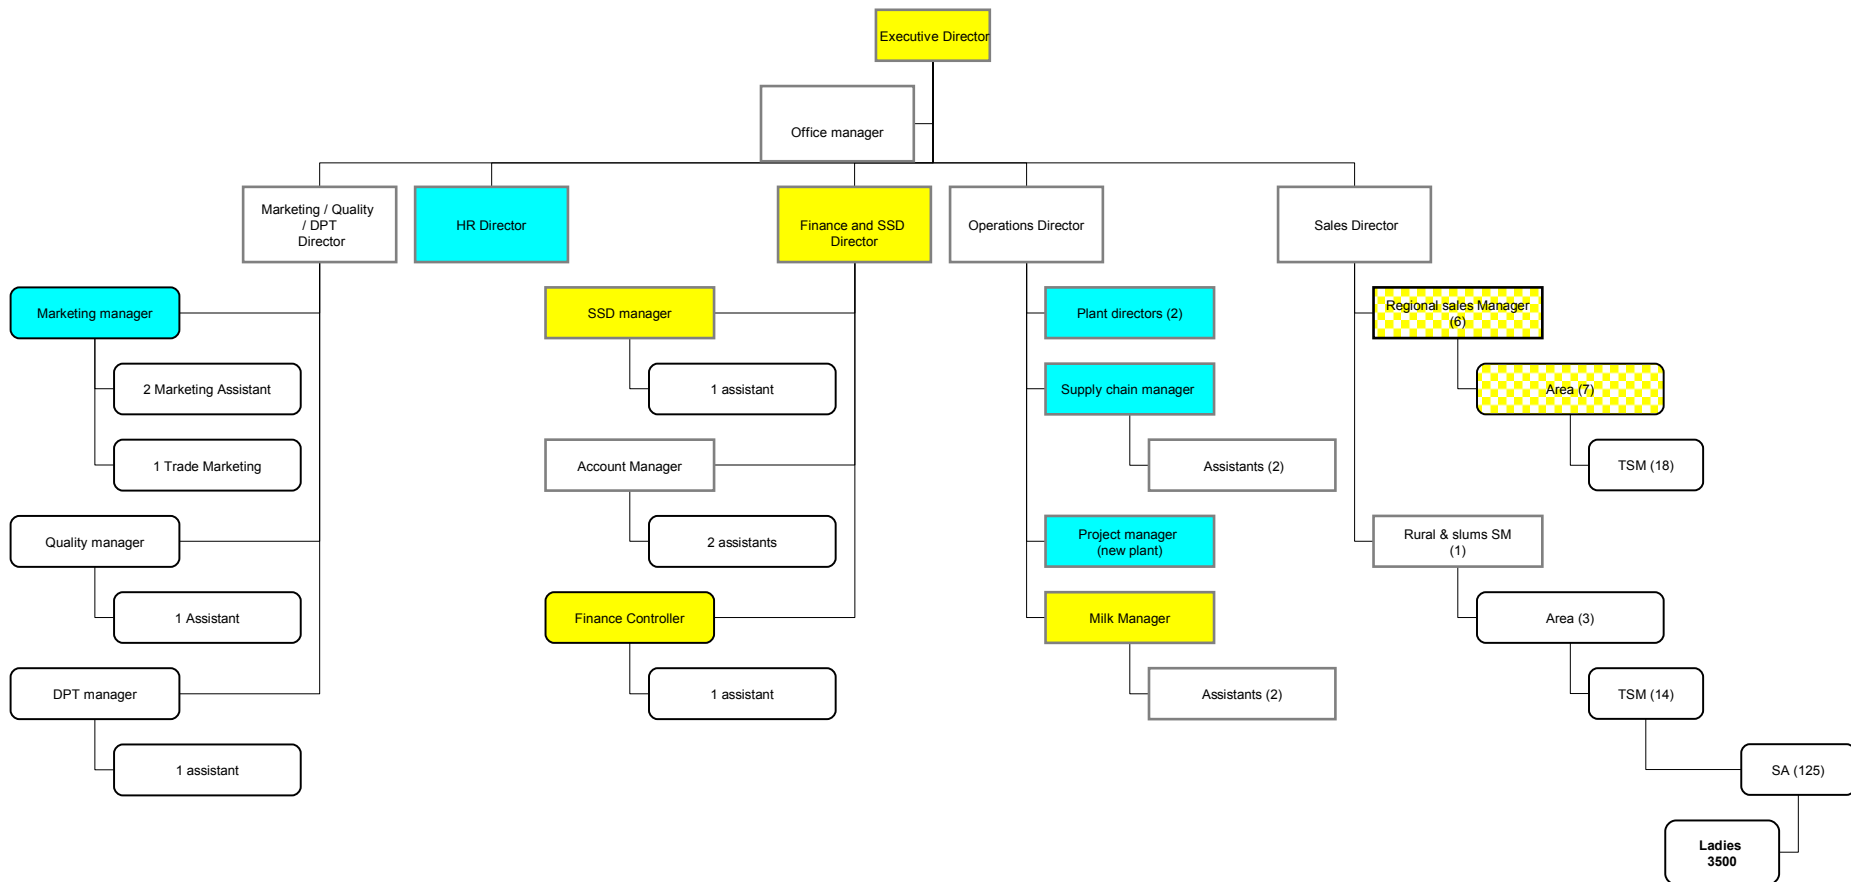 Executive Director
Office manager
Marketing / Quality
/ DPT
Director
HR Director
Finance and SSD
Director
Operations Director
Sales Director
Marketing manager
SSD manager
Plant directors (2)
Regional sales Manager
(6)
2 Marketing Assistant
1 assistant
Supply chain manager
Area (7)
1 Trade Marketing
Account Manager
Assistants (2)
TSM (18)
Quality manager
2 assistants
Project manager
(new plant)
Rural & slums SM
(1)
1 Assistant
Finance Controller
Milk Manager
Area (3)
DPT manager
1 assistant
Assistants (2)
TSM (14)
1 assistant
SA (125)
Ladies
3500